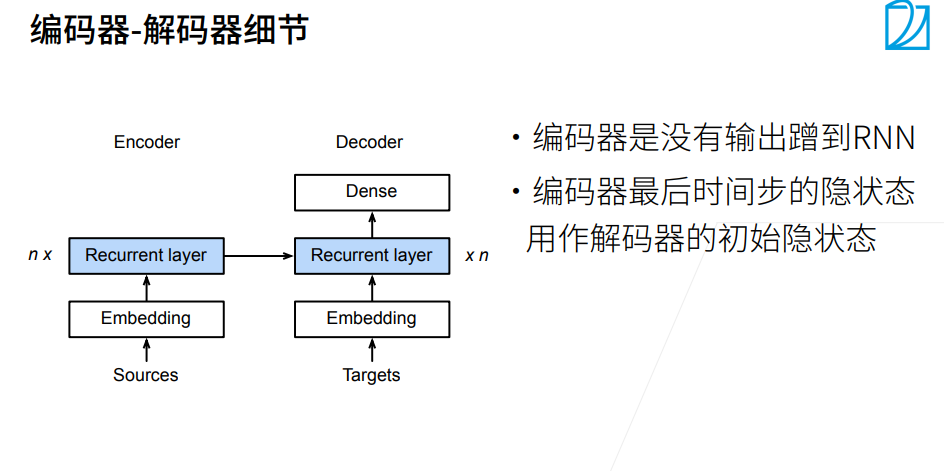 编码器-解码器细节
Encoder
Decoder
Dense
n x
Recurrent layer
Recurrent layer
x n
Embedding
Embedding
Sources
Targets
• 编码器是没有输出蹭到RNN
• 编码器最后时间步的隐状态
用作解码器的初始隐状态